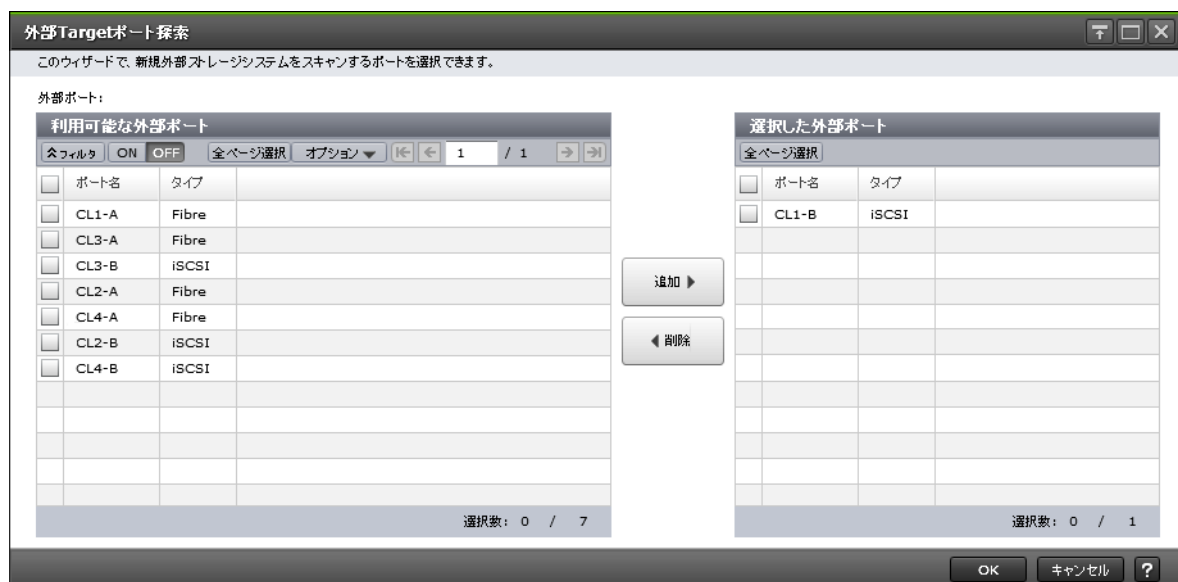 外部Targetポート探索
このウィザードで、新規外部ストレージシステムをスキャンするポートを選択できます。
外部ポート:
利用可能な外部ポート
フィルタ ON OFF 全ページ選択 オプション 1 / 1
ポート名 タイプ
CL1-A Fibre
CL3-A Fibre
CL3-B iSCSI
CL2-A Fibre
CL4-A Fibre
CL2-B iSCSI
CL4-B iSCSI
選択数: 0 / 7
追加
削除
選択した外部ポート
全ページ選択
ポート名 タイプ
CL1-B iSCSI
選択数: 0 / 1
OK キャンセル ?